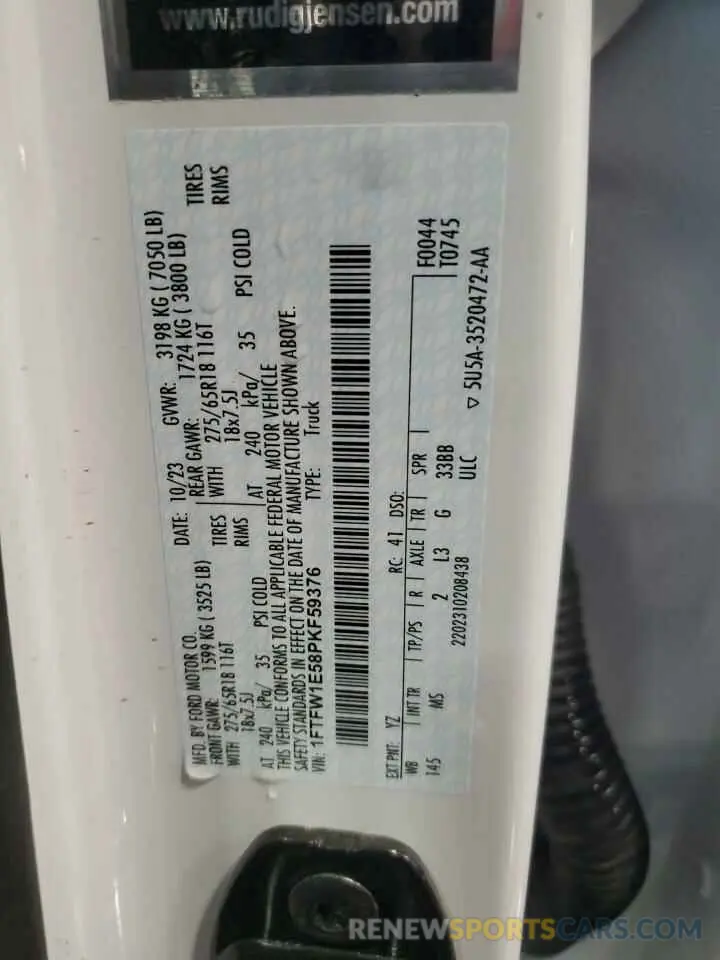 www.rudigjensen.com
MFD. BY FORD MOTOR CO.
DATE: 10/23 GVWR: 3198 KG ( 7050 LB)
FRONT GAWR: 1599 KG ( 3525 LB)
REAR GAWR: 1724 KG ( 3800 LB)
WITH 275/65R18 116T TIRES
WITH 275/65R18 116T TIRES
18x7.5J RIMS
18x7.5J RIMS
AT 240 kPa/ 35 PSI COLD
AT 240 kPa/ 35 PSI COLD
THIS VEHICLE CONFORMS TO ALL APPLICABLE FEDERAL MOTOR VEHICLE
SAFETY STANDARDS IN EFFECT ON THE DATE OF MANUFACTURE SHOWN ABOVE.
VIN: 1FTFW1E58PKF59376 TYPE: Truck
EXT PNT: YZ RC: 41 DSO:
F0044
WB INT TR TP/PS R AXLE TR SPR
T0745
145 MS 2 L3 G 33BB
2202310208438 ULC
▽ 5U5A-3520472-AA
RENEWSPORTSCARS.COM